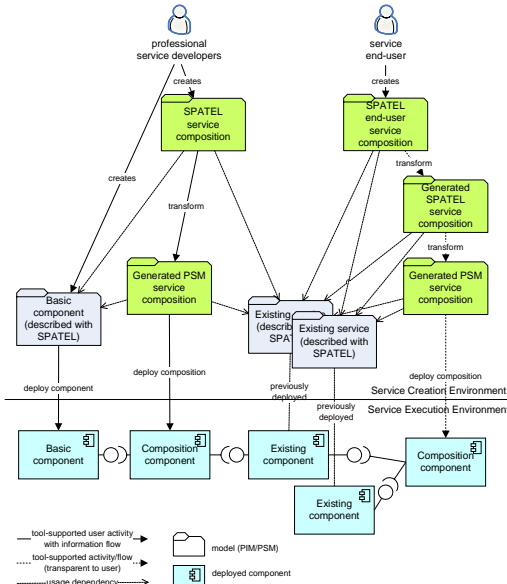 professional
service developers
service
end-user
creates
creates
SPATEL
service
composition
SPATEL
end-user
service
composition
transform
creates
Generated
SPATEL
service
composition
transform
transform
Basic
component
(described with
SPATEL)
Generated PSM
service
composition
Existing
(describ
SPAT
Existing service
(described with
SPATEL)
Generated PSM
service
composition
deploy component
deploy composition
previously
deployed
previously
deployed
deploy composition
Service Creation Environment
Service Execution Environment
Basic
component
Composition
component
Existing
component
Composition
component
Existing
component
tool-supported user activity
with information flow
tool-supported activity/flow
(transparent to user)
usage dependency
model (PIM/PSM)
deployed component